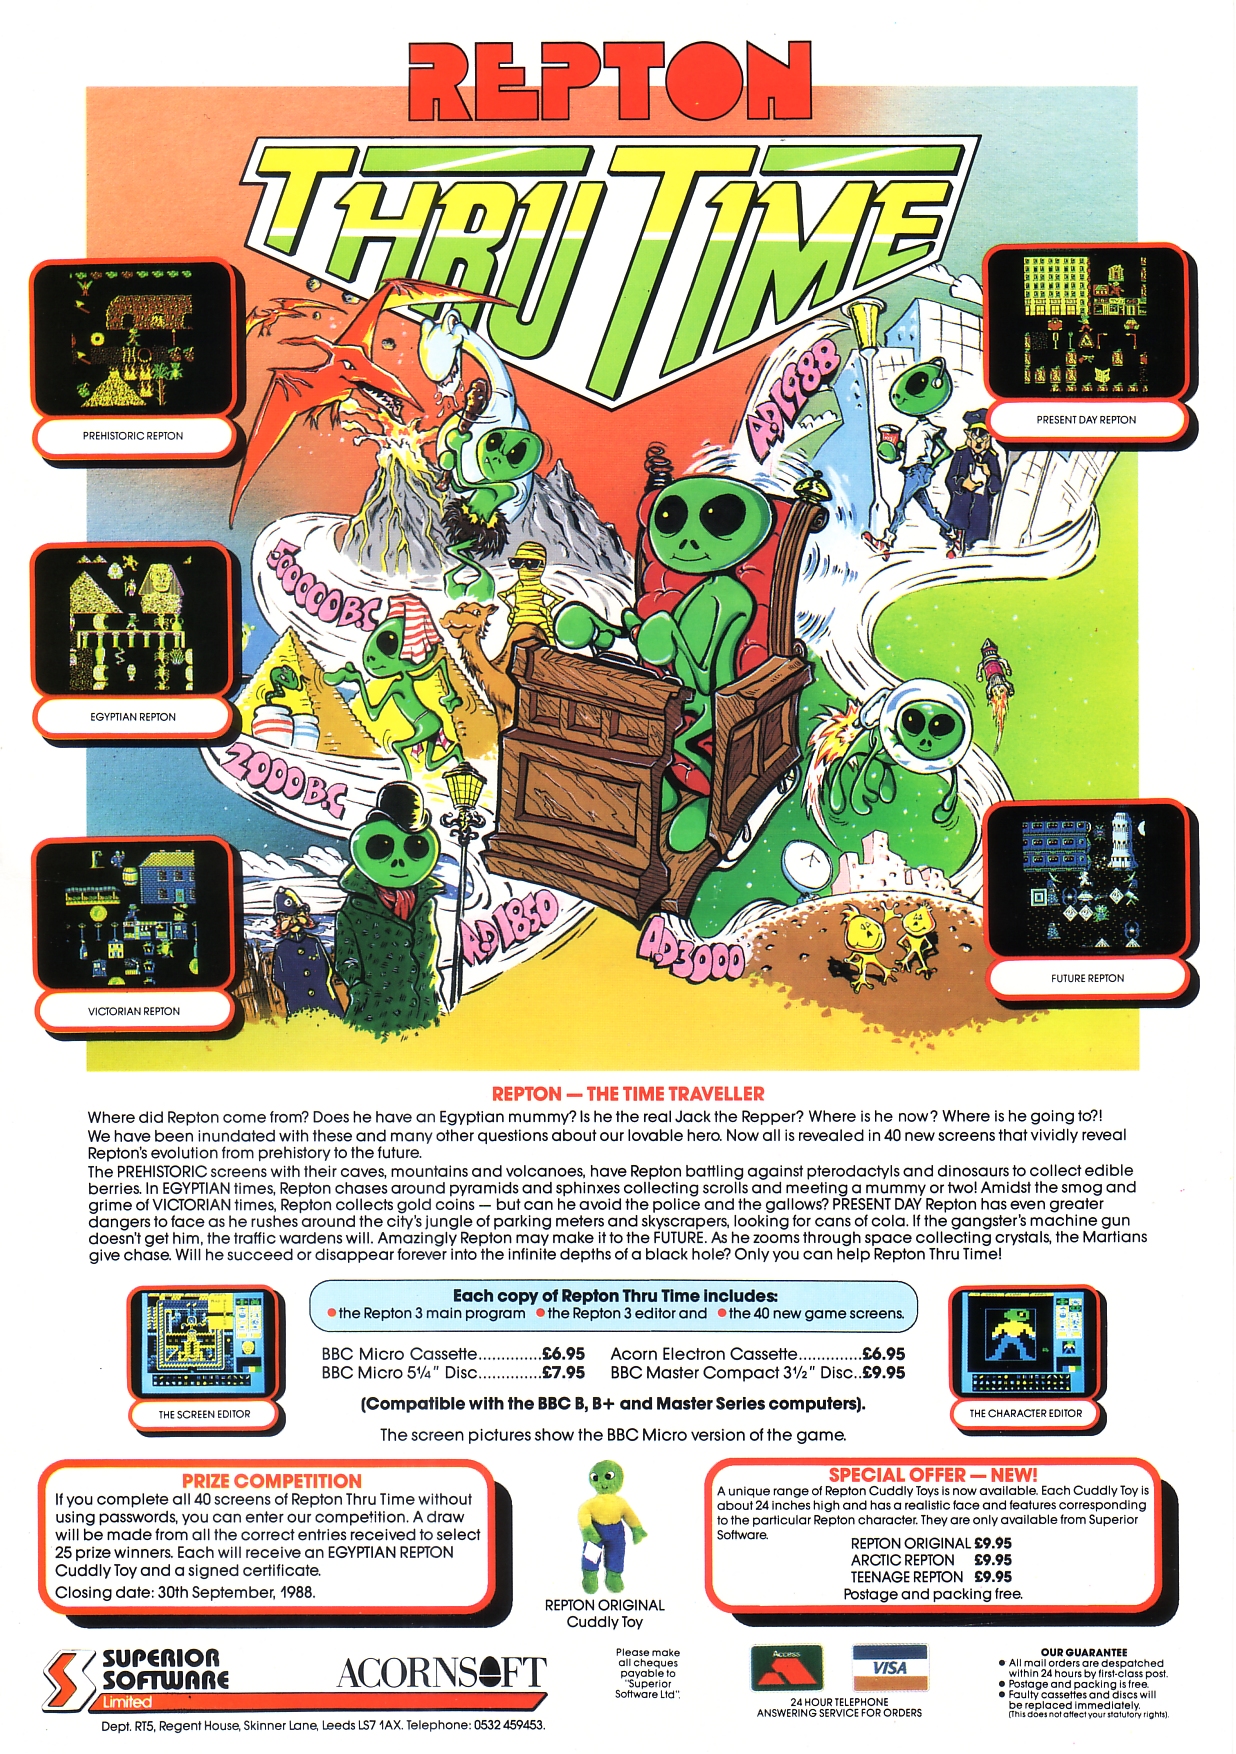 REPTON
THRU TIME
PREHISTORIC REPTON
PRESENT DAY REPTON
A.D.1988
500000 B.C
EGYPTIAN REPTON
2000 B.C
VICTORIAN REPTON
A.D 1850
A.D 3000
FUTURE REPTON
REPTON — THE TIME TRAVELLER
Where did Repton come from? Does he have an Egyptian mummy? Is he the real Jack the Repper? Where is he now? Where is he going to?!
We have been inundated with these and many other questions about our lovable hero. Now all is revealed in 40 new screens that vividly reveal
Repton's evolution from prehistory to the future.
The PREHISTORIC screens with their caves, mountains and volcanoes, have Repton battling against pterodactyls and dinosaurs to collect edible
berries. In EGYPTIAN times, Repton chases around pyramids and sphinxes collecting scrolls and meeting a mummy or two! Amidst the smog and
grime of VICTORIAN times, Repton collects gold coins — but can he avoid the police and the gallows? PRESENT DAY Repton has even greater
dangers to face as he rushes around the city's jungle of parking meters and skyscrapers, looking for cans of cola. If the gangster's machine gun
doesn't get him, the traffic wardens will. Amazingly Repton may make it to the FUTURE. As he zooms through space collecting crystals, the Martians
give chase. Will he succeed or disappear forever into the infinite depths of a black hole? Only you can help Repton Thru Time!
Each copy of Repton Thru Time includes:
● the Repton 3 main program ● the Repton 3 editor and ● the 40 new game screens.
BBC Micro Cassette.............£6.95 Acorn Electron Cassette.............£6.95
BBC Micro 5¼" Disc.............£7.95 BBC Master Compact 3½" Disc..£9.95
(Compatible with the BBC B, B+ and Master Series computers).
The screen pictures show the BBC Micro version of the game.
THE SCREEN EDITOR
THE CHARACTER EDITOR
PRIZE COMPETITION
If you complete all 40 screens of Repton Thru Time without
using passwords, you can enter our competition. A draw
will be made from all the correct entries received to select
25 prize winners. Each will receive an EGYPTIAN REPTON
Cuddly Toy and a signed certificate.
Closing date: 30th September, 1988.
REPTON ORIGINAL
Cuddly Toy
SPECIAL OFFER — NEW!
A unique range of Repton Cuddly Toys is now available. Each Cuddly Toy is
about 24 inches high and has a realistic face and features corresponding
to the particular Repton character. They are only available from Superior
Software.
REPTON ORIGINAL £9.95
ARCTIC REPTON £9.95
TEENAGE REPTON £9.95
Postage and packing free.
SUPERIOR
SOFTWARE
Limited
ACORNSOFT
Dept. RT5, Regent House, Skinner Lane, Leeds LS7 1AX. Telephone: 0532 459453.
Please make
all cheques
payable to
"Superior
Software Ltd".
Access
VISA
24 HOUR TELEPHONE
ANSWERING SERVICE FOR ORDERS
OUR GUARANTEE
● All mail orders are despatched
within 24 hours by first-class post.
● Postage and packing is free.
● Faulty cassettes and discs will
be replaced immediately.
(This does not affect your statutory rights).